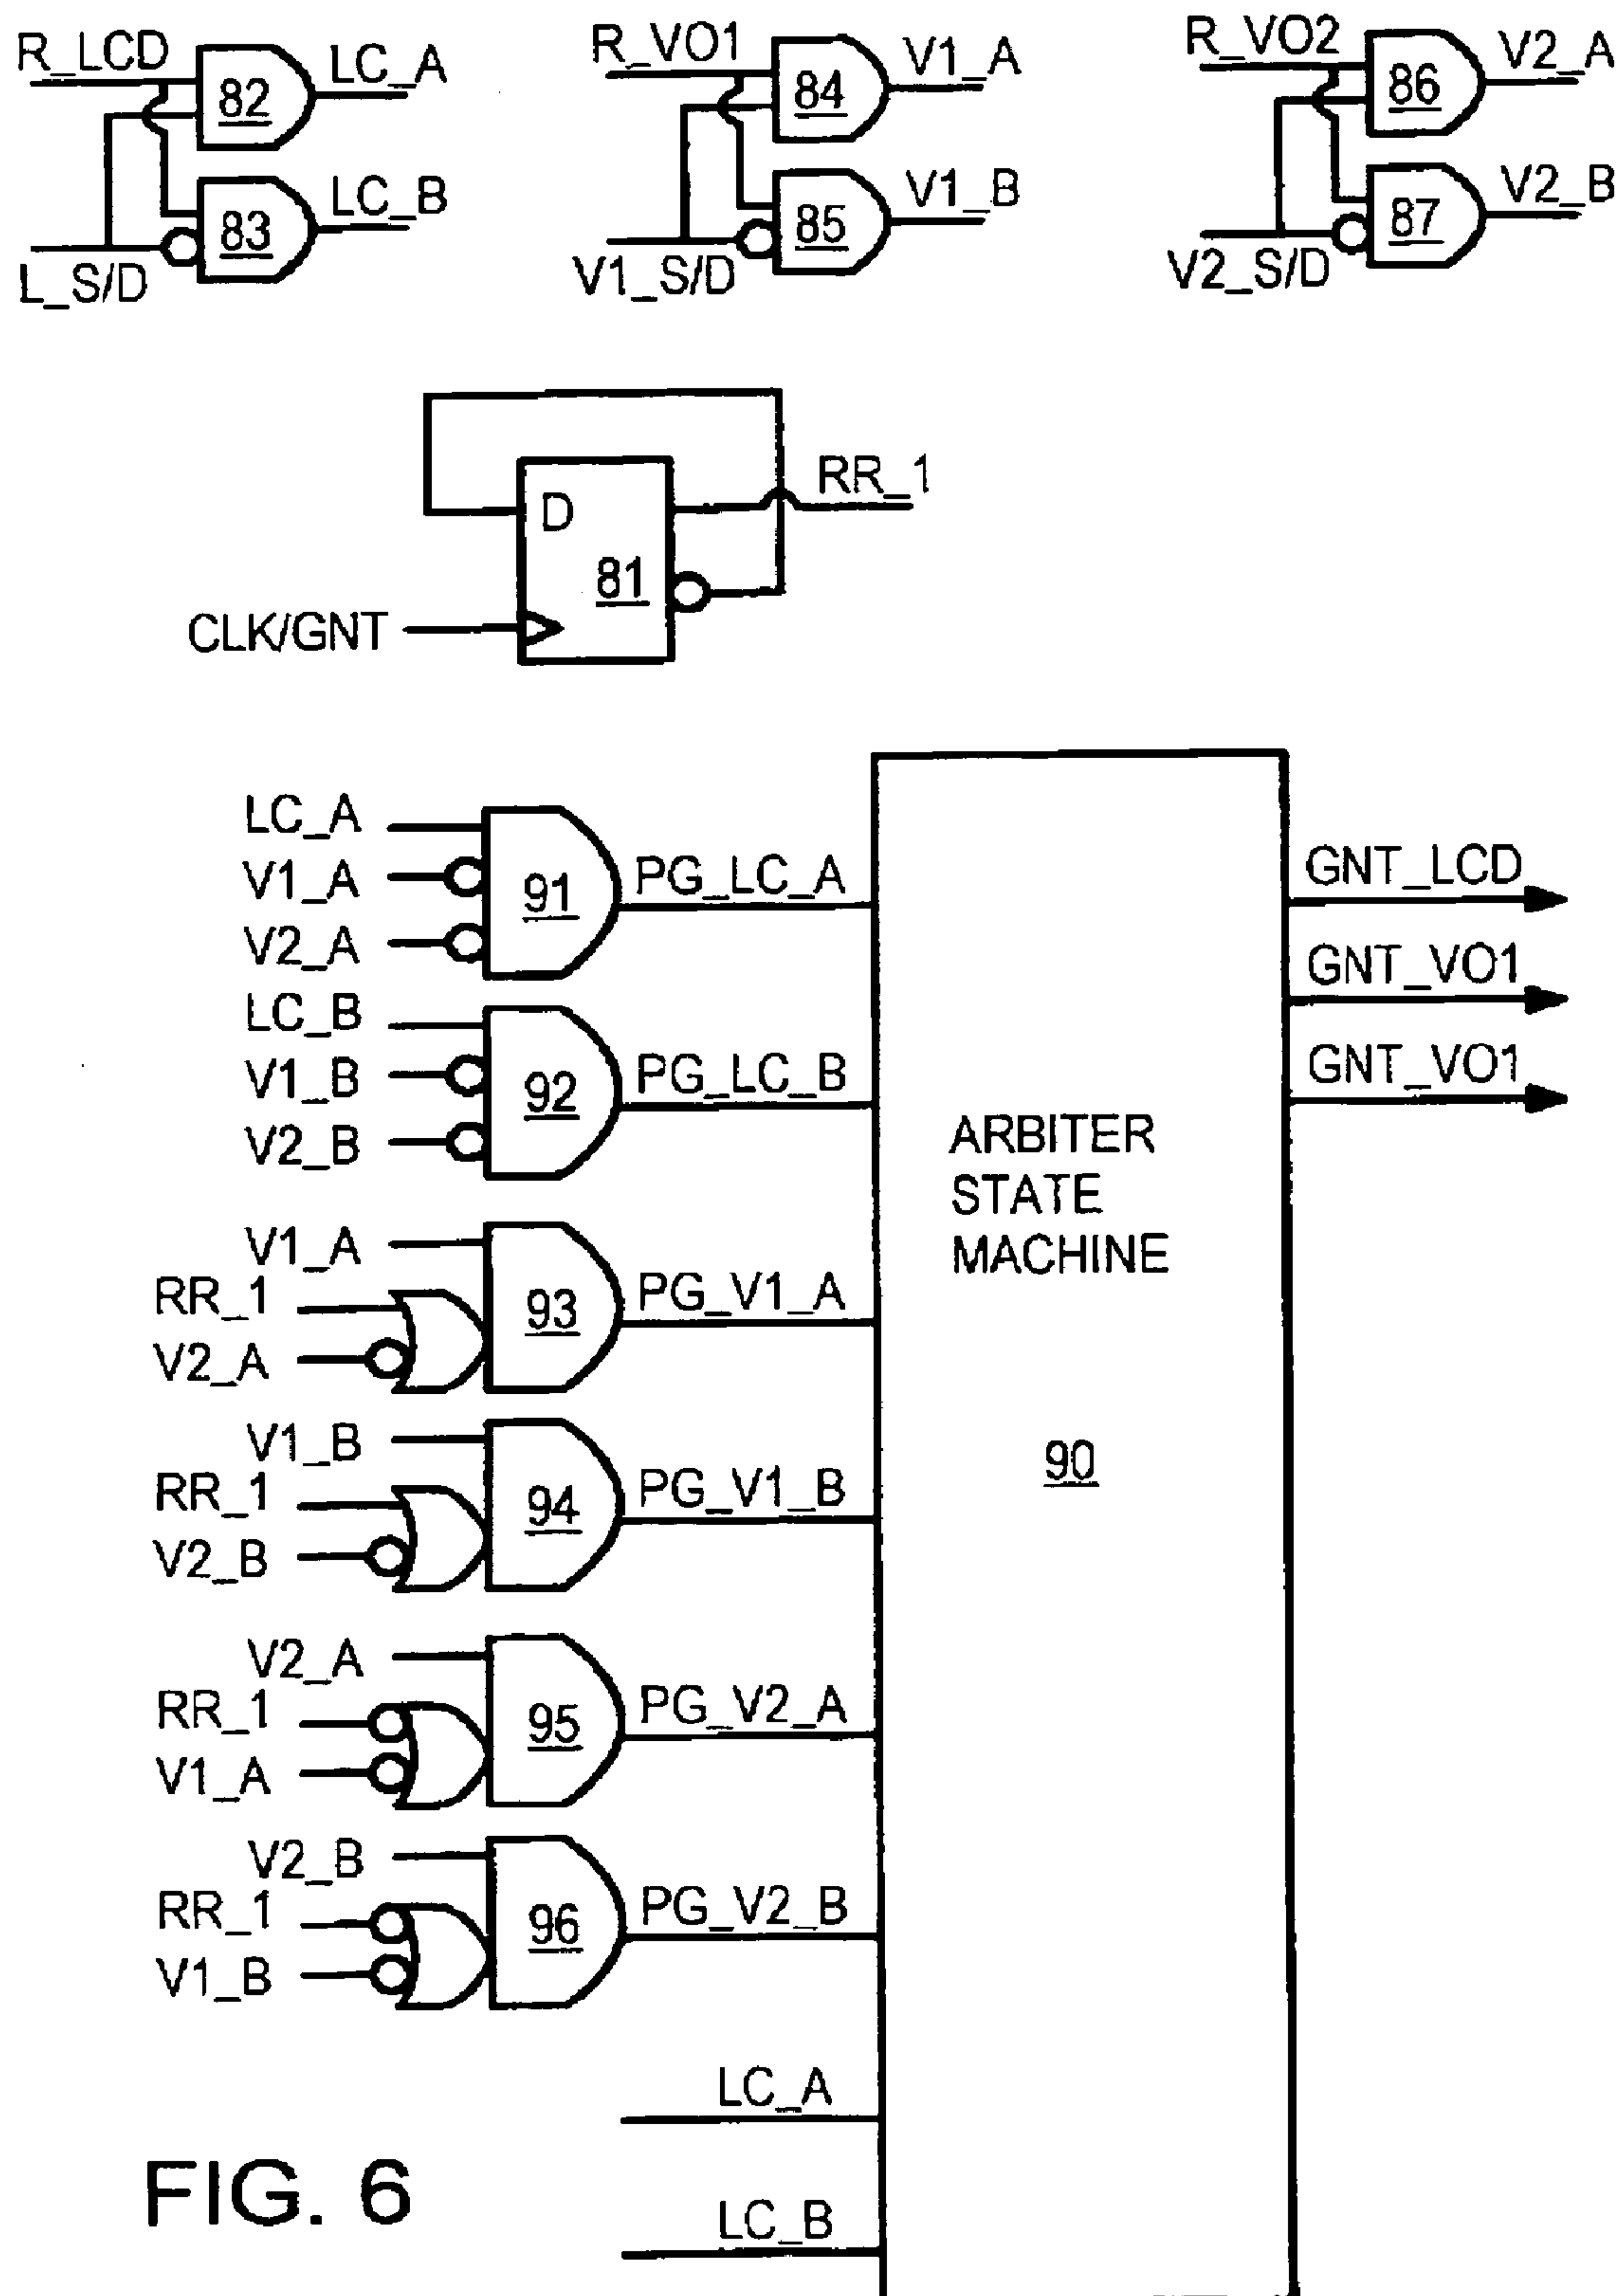 R_LCD
82
LC_A
83
LC_B
L_S/D
R_VO1
84
V1_A
85
V1_B
V1_S/D
R_VO2
86
V2_A
87
V2_B
V2_S/D
D
81
RR_1
CLK/GNT
LC_A
V1_A
V2_A
91
PG_LC_A
LC_B
V1_B
V2_B
92
PG_LC_B
V1_A
RR_1
V2_A
93
PG_V1_A
V1_B
RR_1
V2_B
94
PG_V1_B
V2_A
RR_1
V1_A
95
PG_V2_A
V2_B
RR_1
V1_B
96
PG_V2_B
LC_A
LC_B
ARBITER
STATE
MACHINE
90
GNT_LCD
GNT_VO1
GNT_VO1
FIG. 6